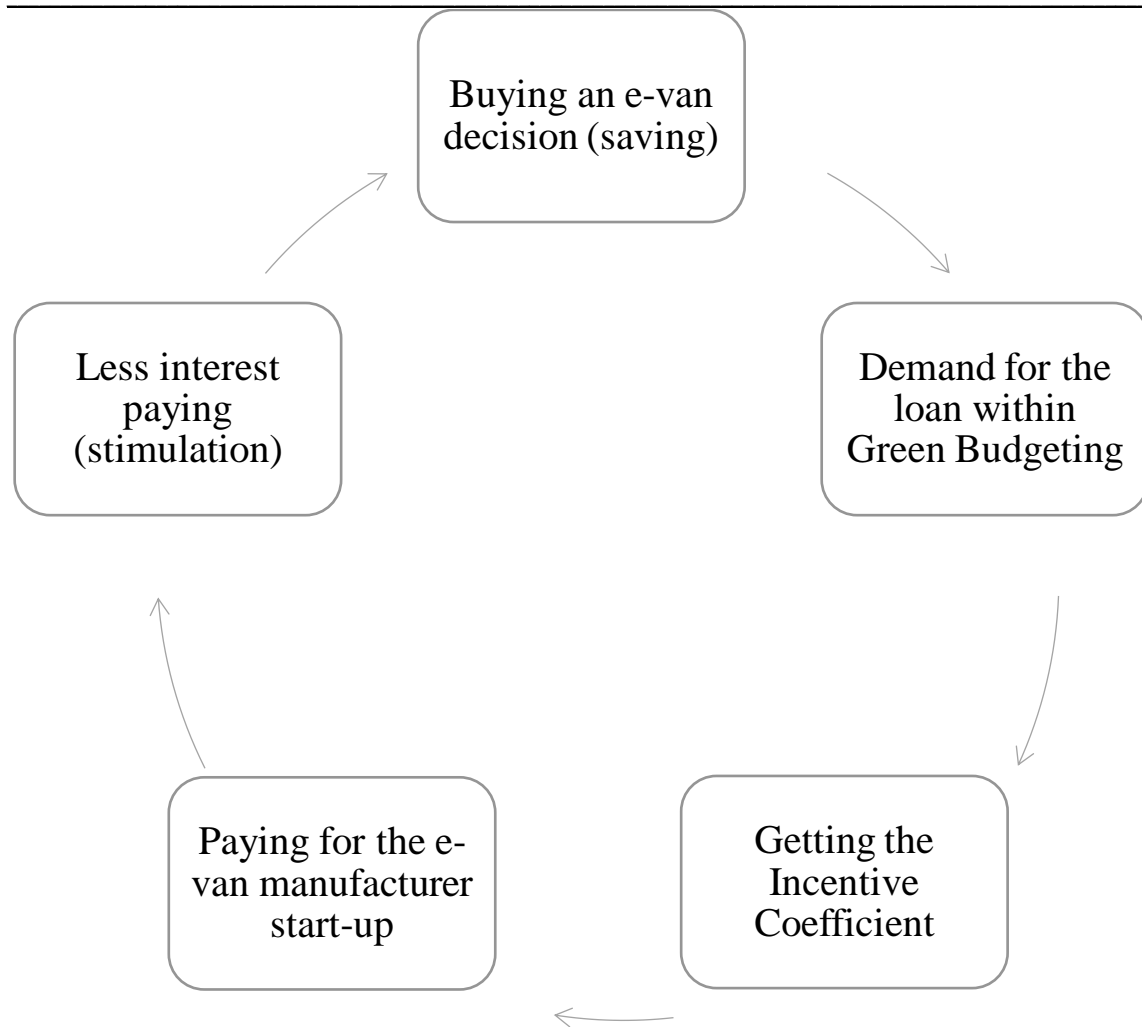 Buying an e-van
decision (saving)
Demand for the
loan within
Green Budgeting
Getting the
Incentive
Coefficient
Paying for the e-
van manufacturer
start-up
Less interest
paying
(stimulation)